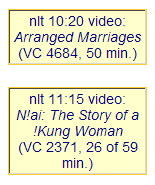 nlt 10:20 video:
Arranged Marriages
(VC 4684, 50 min.)
nlt 11:15 video:
N!ai: The Story of a
!Kung Woman
(VC 2371, 26 of 59
min.)